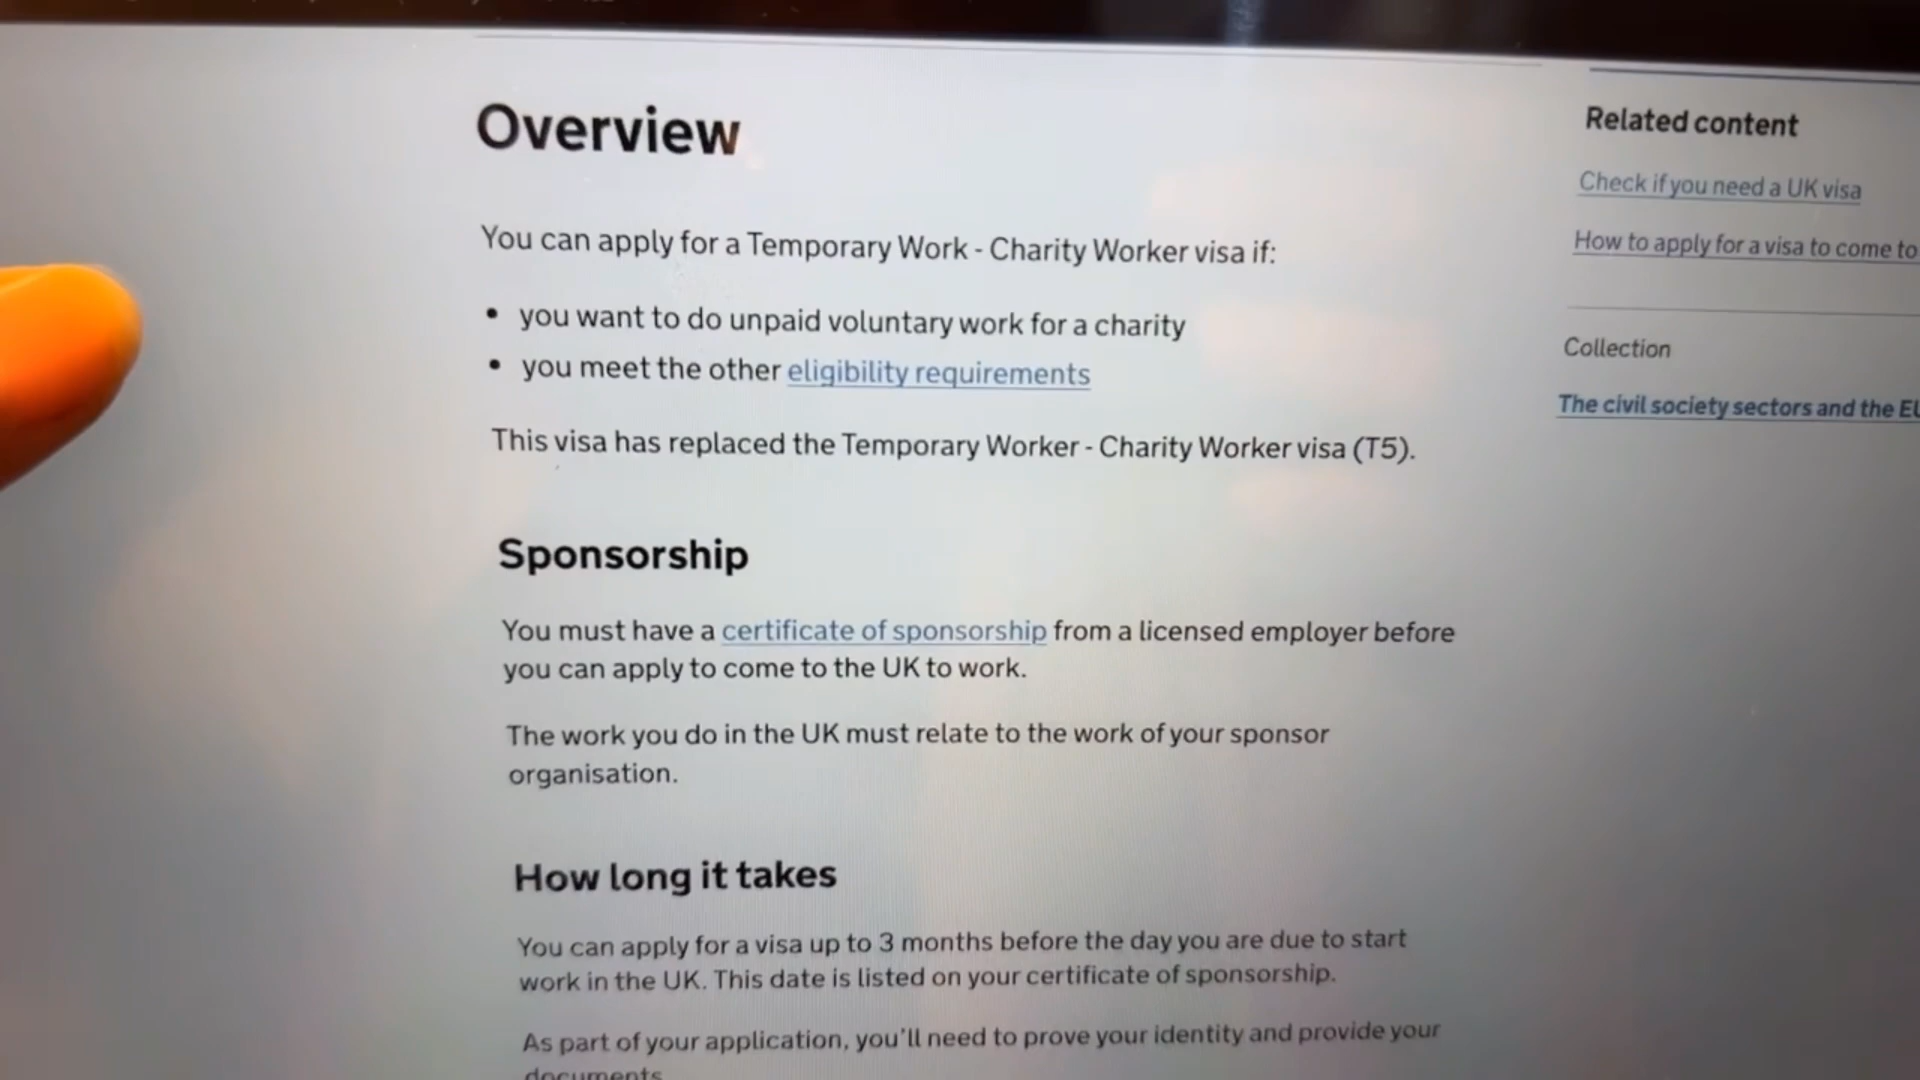 Overview
You can apply for a Temporary Work - Charity Worker visa if:
• you want to do unpaid voluntary work for a charity
• you meet the other eligibility requirements
This visa has replaced the Temporary Worker - Charity Worker visa (T5).
Sponsorship
You must have a certificate of sponsorship from a licensed employer before
you can apply to come to the UK to work.
The work you do in the UK must relate to the work of your sponsor
organisation.
How long it takes
You can apply for a visa up to 3 months before the day you are due to start
work in the UK. This date is listed on your certificate of sponsorship.
As part of your application, you'll need to prove your identity and provide your
documents
Related content
Check if you need a UK visa
How to apply for a visa to come to
Collection
The civil society sectors and the EU